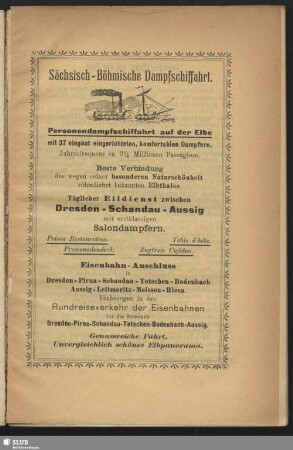 Sächsisch-Böhmische Dampfschiffahrt.
Personendampfschiffahrt auf der Elbe
mit 37 elegant eingerichteten, komfortablen Dampfern.
Jahresfrequenz ca. 3½ Millionen Passagiere.
Beste Verbindung
des wegen seiner besonderen Naturschönheit
rühmlichst bekannten Elbthales.
Täglicher Eildienst zwischen
Dresden - Schandau - Aussig
mit erstklassigen
Salondampfern.
Prima Restauration. Table d'hôte.
Promenadendeck. Zugfreie Cajüten.
Eisenbahn-Anschluss
in
Dresden-Pirna-Schandau-Tetschen-Bodenbach
Aussig-Leitmeritz-Meissen-Riesa.
Einbezogen in den
Rundreiseverkehr der Eisenbahnen
für die Strecken
Dresden-Pirna-Schandau-Tetschen-Bodenbach-Aussig.
Genussreiche Fahrt.
Unvergleichlich schönes Elbpanorama.
SLUB